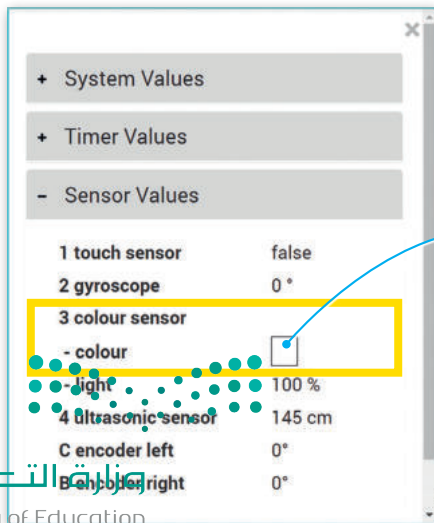 ×
+ System Values
+ Timer Values
- Sensor Values
1 touch sensor false
2 gyroscope 0 °
3 colour sensor
- colour
- light 100 %
4 ultrasonic sensor 145 cm
C encoder left 0°
B encoder right 0°
وزارة التـ
of Education